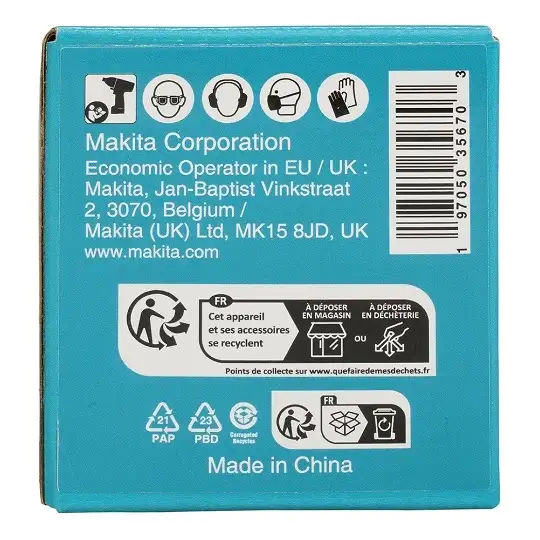 Makita Corporation
Economic Operator in EU / UK :
Makita, Jan-Baptist Vinkstraat
2, 3070, Belgium /
Makita (UK) Ltd, MK15 8JD, UK
www.makita.com
1 97050 35670 3
FR
Cet appareil
et ses accessoires
se recyclent
À DÉPOSER
EN MAGASIN
OU
À DÉPOSER
EN DÉCHÈTERIE
Points de collecte sur www.quefairedemesdechets.fr
21
PAP
23
PBD
Corrugated
Recycles
FR
Made in China